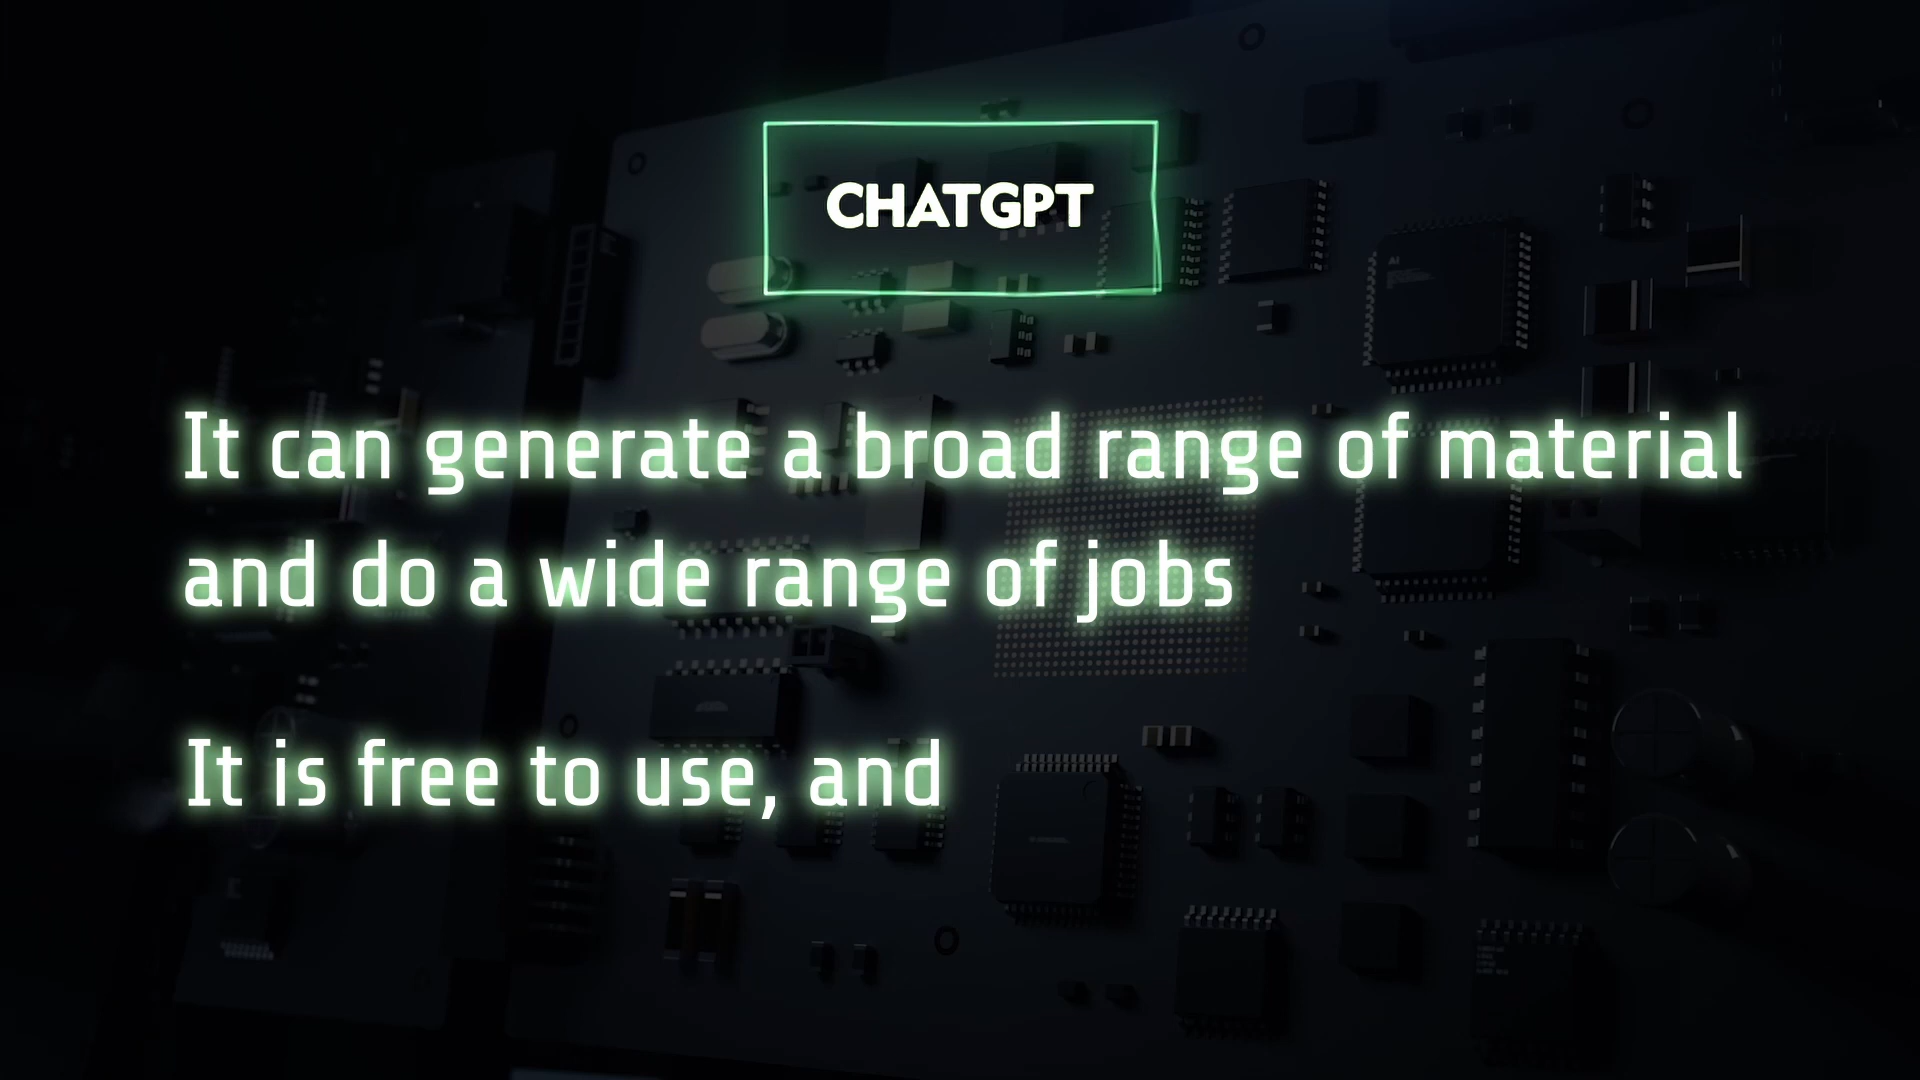 CHATGPT
It can generate a broad range of material
and do a wide range of jobs
It is free to use, and